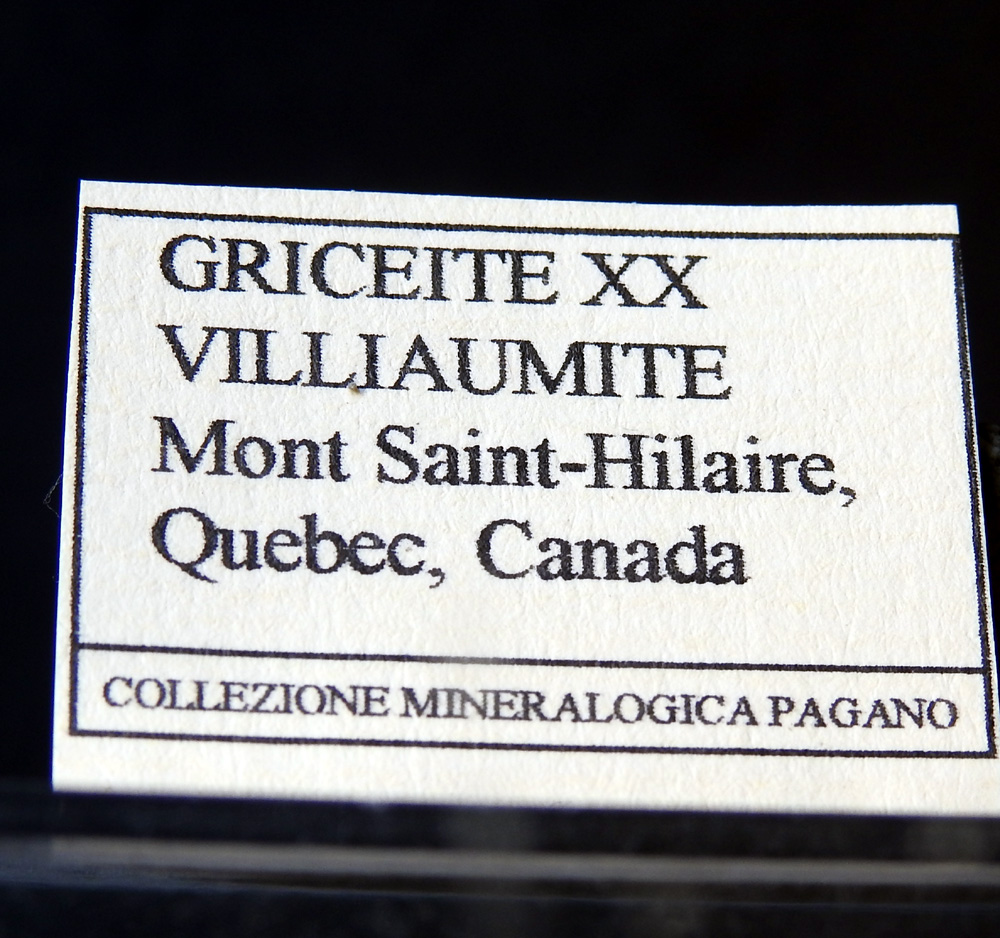 GRICEITE XX
VILLIAUMITE
Mont Saint-Hilaire,
Quebec, Canada
COLLEZIONE MINERALOGICA PAGANO